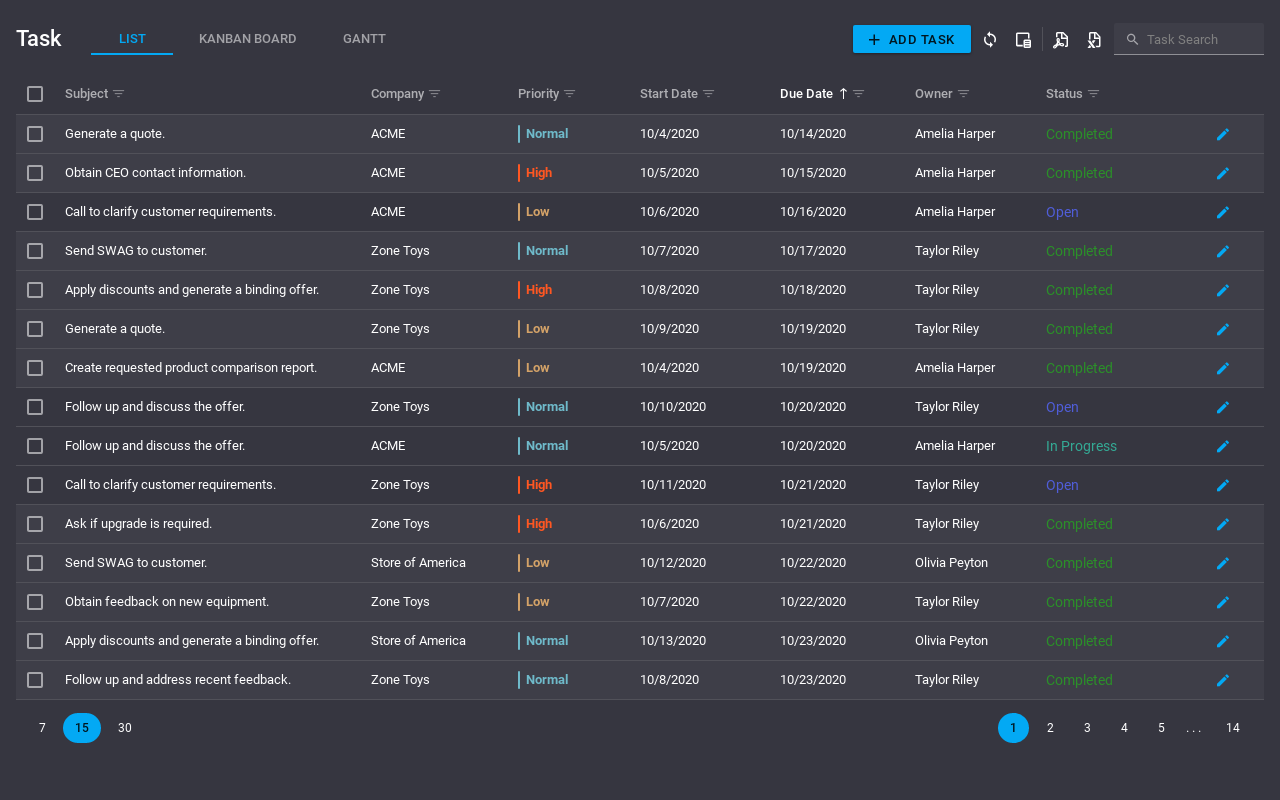 Task LIST KANBAN BOARD GANTT ADD TASK Task Search
Subject Company Priority Start Date Due Date Owner Status
Generate a quote. ACME Normal 10/4/2020 10/14/2020 Amelia Harper Completed
Obtain CEO contact information. ACME High 10/5/2020 10/15/2020 Amelia Harper Completed
Call to clarify customer requirements. ACME Low 10/6/2020 10/16/2020 Amelia Harper Open
Send SWAG to customer. Zone Toys Normal 10/7/2020 10/17/2020 Taylor Riley Completed
Apply discounts and generate a binding offer. Zone Toys High 10/8/2020 10/18/2020 Taylor Riley Completed
Generate a quote. Zone Toys Low 10/9/2020 10/19/2020 Taylor Riley Completed
Create requested product comparison report. ACME Low 10/4/2020 10/19/2020 Amelia Harper Completed
Follow up and discuss the offer. Zone Toys Normal 10/10/2020 10/20/2020 Taylor Riley Open
Follow up and discuss the offer. ACME Normal 10/5/2020 10/20/2020 Amelia Harper In Progress
Call to clarify customer requirements. Zone Toys High 10/11/2020 10/21/2020 Taylor Riley Open
Ask if upgrade is required. Zone Toys High 10/6/2020 10/21/2020 Taylor Riley Completed
Send SWAG to customer. Store of America Low 10/12/2020 10/22/2020 Olivia Peyton Completed
Obtain feedback on new equipment. Zone Toys Low 10/7/2020 10/22/2020 Taylor Riley Completed
Apply discounts and generate a binding offer. Store of America Normal 10/13/2020 10/23/2020 Olivia Peyton Completed
Follow up and address recent feedback. Zone Toys Normal 10/8/2020 10/23/2020 Taylor Riley Completed
7 15 30 1 2 3 4 5 ... 14